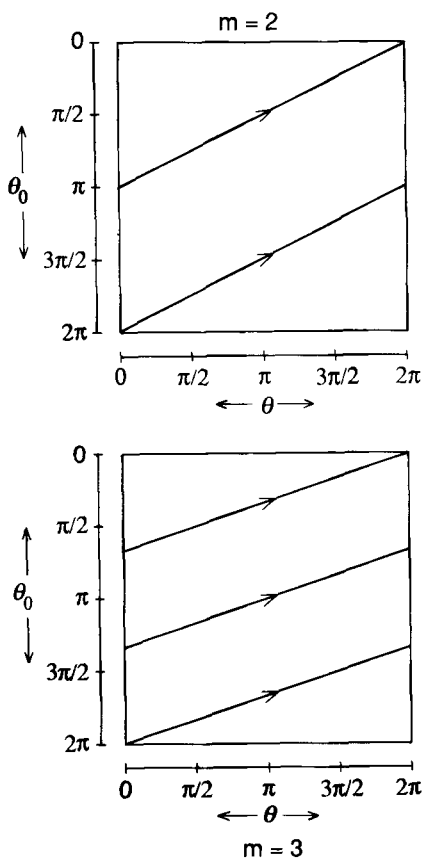 m = 2
0
π/2
π
3π/2
2π
θ₀
0 π/2 π 3π/2 2π
θ
0
π/2
π
3π/2
2π
θ₀
0 π/2 π 3π/2 2π
θ
m = 3